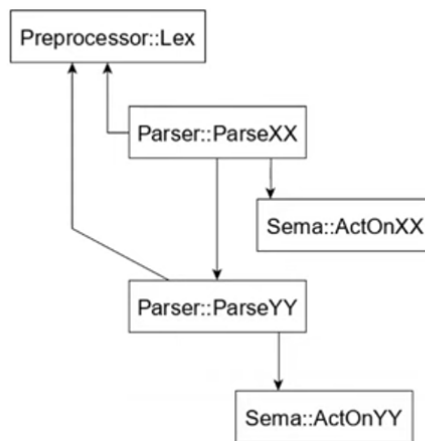 Preprocessor::Lex
Parser::ParseXX
Sema::ActOnXX
Parser::ParseYY
Sema::ActOnYY